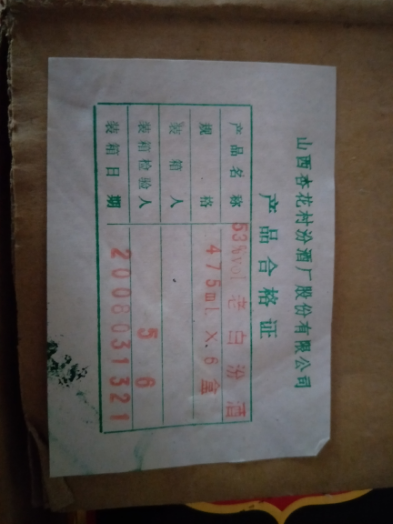 山西杏花村汾酒厂股份有限公司
产品合格证
产品名称 53%vol 老白汾酒
规格 475mL×6盒
装箱人
装箱检验人 56
装箱日期 2008031321